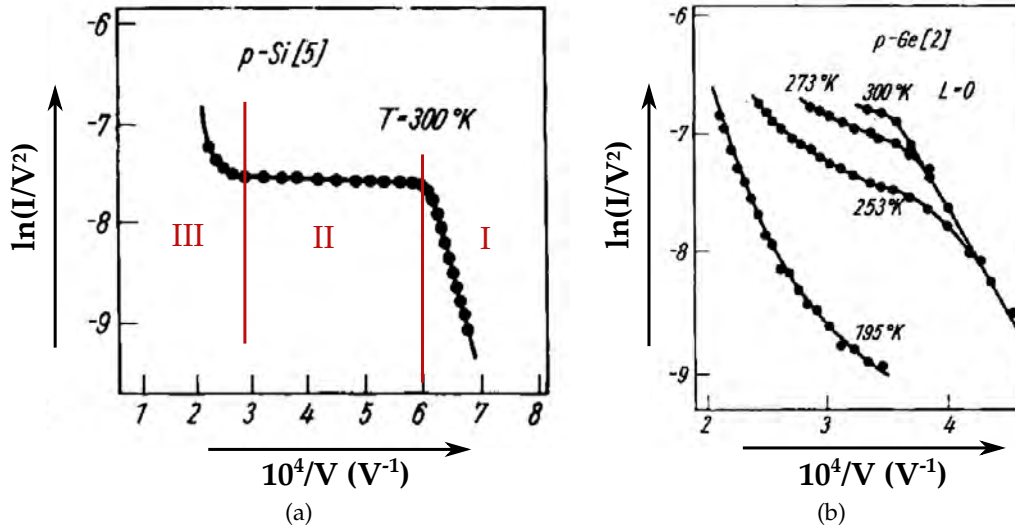 -6
p-Si[5]
T=300°K
-7
ln(I/V²)
-8
III
II
I
-9
1 2 3 4 5 6 7 8
10⁴/V (V⁻¹)
(a)
-6
p-Ge[2]
273°K
300°K
L=0
-7
ln(I/V²)
253°K
-8
195°K
-9
2 3 4
10⁴/V (V⁻¹)
(b)